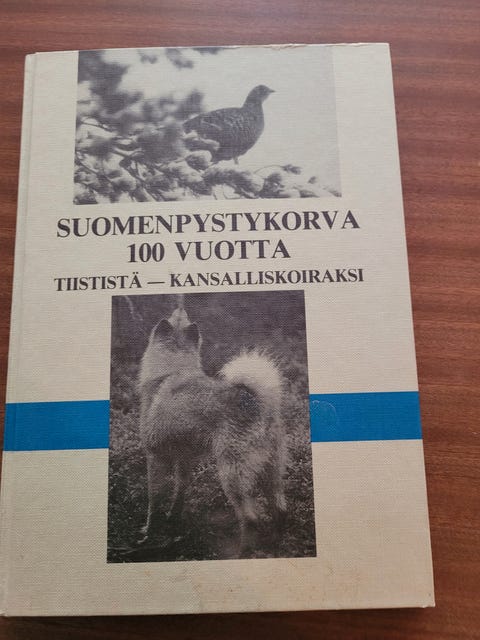 SUOMENPYSTYKORVA
100 VUOTTA
TIISTISTÄ — KANSALLISKOIRAKSI